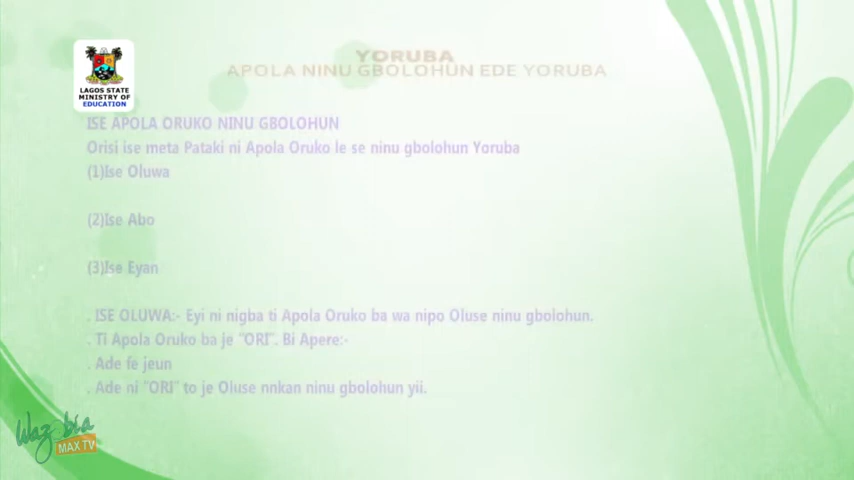 YORUBA
APOLA NINU GBOLOHUN EDE YORUBA
LAGOS STATE
MINISTRY OF
EDUCATION
ISE APOLA ORUKO NINU GBOLOHUN
Orisi ise meta Pataki ni Apola Oruko le se ninu gbolohun Yoruba
(1)Ise Oluwa
(2)Ise Abo
(3)Ise Eyan
. ISE OLUWA:- Eyi ni nigba ti Apola Oruko ba wa nipo Oluse ninu gbolohun.
. Ti Apola Oruko ba je "ORI". Bi Apere:-
. Ade fe jeun
. Ade ni "ORI" to je Oluse nnkan ninu gbolohun yii.
Wazobia
MAX TV